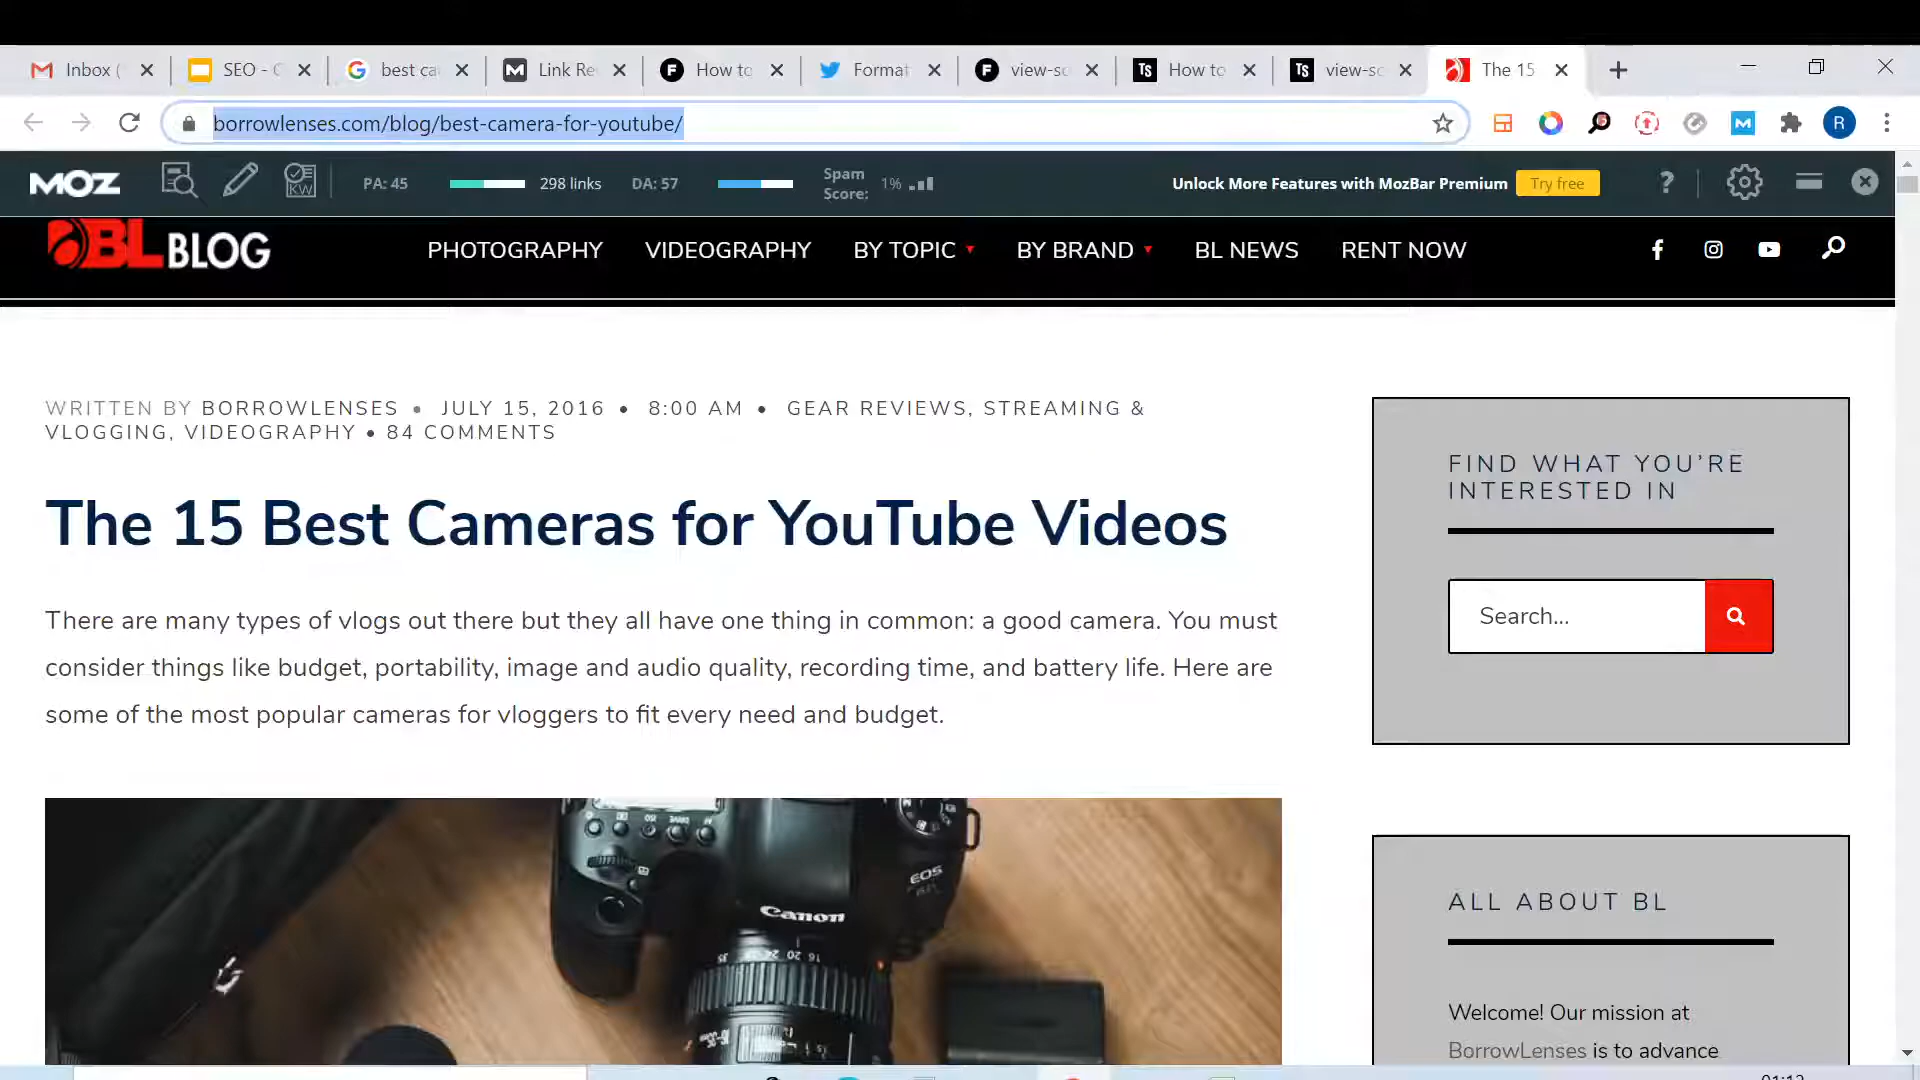 Inbox (
SEO - C
best ca
Link Re
How to
Format
view-so
How to
view-sc
The 15
borrowlenses.com/blog/best-camera-for-youtube/
R
MOZ
KW
PA: 45
298 links
DA: 57
Spam
Score:
1%
Unlock More Features with MozBar Premium
Try free
?
BL BLOG
PHOTOGRAPHY
VIDEOGRAPHY
BY TOPIC
BY BRAND
BL NEWS
RENT NOW
WRITTEN BY BORROWLENSES • JULY 15, 2016 • 8:00 AM • GEAR REVIEWS, STREAMING &
VLOGGING, VIDEOGRAPHY • 84 COMMENTS
The 15 Best Cameras for YouTube Videos
There are many types of vlogs out there but they all have one thing in common: a good camera. You must
consider things like budget, portability, image and audio quality, recording time, and battery life. Here are
some of the most popular cameras for vloggers to fit every need and budget.
EOS
Canon
35 24 20 16
FIND WHAT YOU'RE
INTERESTED IN
Search...
ALL ABOUT BL
Welcome! Our mission at
BorrowLenses is to advance